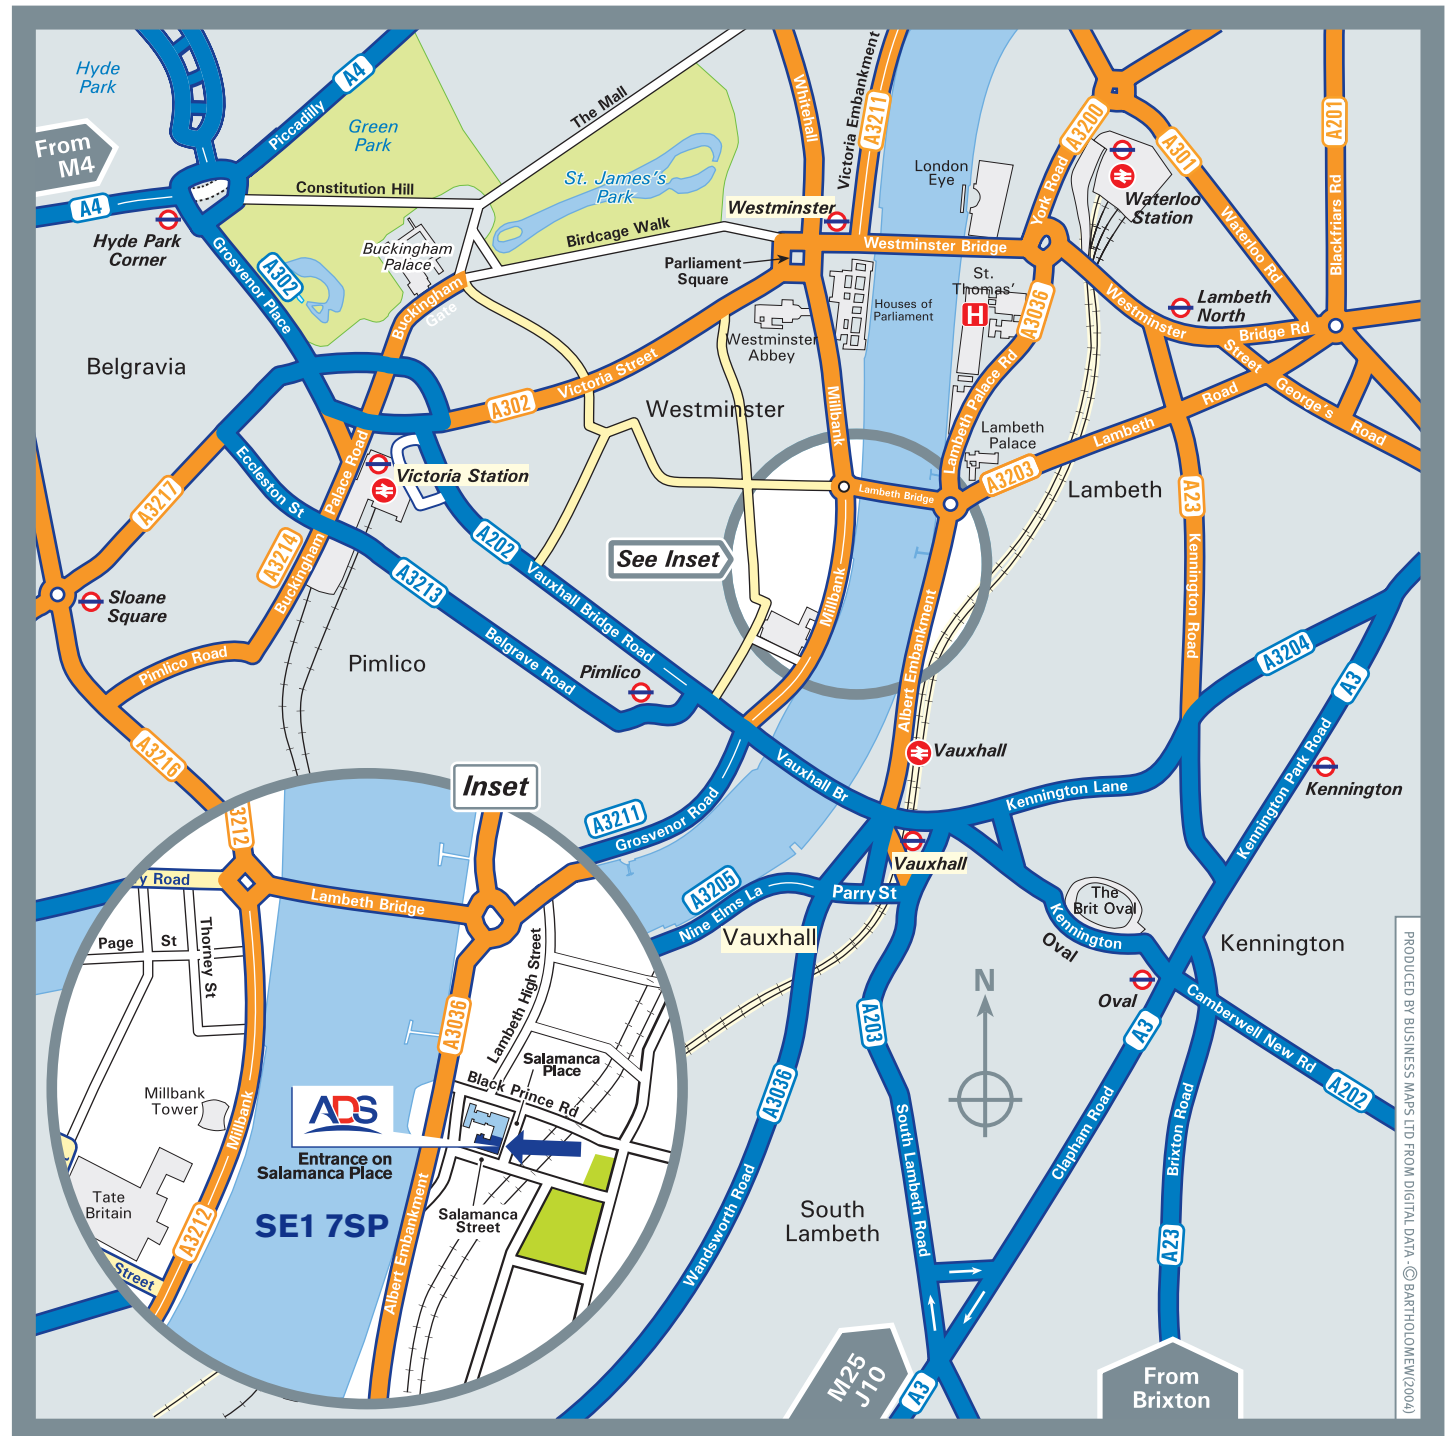 Hyde
Park
From
M4
A4
Hyde Park
Corner
Piccadilly
A4
Green
Park
Constitution Hill
The Mall
St. James's
Park
Birdcage Walk
Buckingham
Palace
Buckingham
Gate
A302
Grosvenor Place
Belgravia
Whitehall
Victoria Embankment
A3211
Westminster
Parliament
Square
Westminster Bridge
Houses of
Parliament
Westminster
Abbey
London
Eye
St.
Thomas'
H
York Road
A3200
Waterloo
Station
A301
Waterloo Rd
A201
Blackfriars Rd
Lambeth
North
Westminster
Bridge Rd
Street
George's
Road
A3036
Lambeth Palace Rd
Lambeth
Palace
Lambeth
Road
A3203
Lambeth
A23
Kennington Road
A302
Victoria Street
Westminster
Millbank
Lambeth Bridge
See Inset
Millbank
Albert Embankment
Victoria Station
Eccleston St
A3217
A3214
Buckingham
Palace Road
A3213
Belgrave Road
A202
Vauxhall Bridge Road
Sloane
Square
Pimlico Road
Pimlico
Pimlico
A3216
Vauxhall Br
A3211
Grosvenor Road
A3205
Nine Elms La
Parry St
Vauxhall
Vauxhall
Vauxhall
Kennington Lane
A3204
A3
Kennington Park Road
Kennington
The
Brit Oval
Kennington
Oval
Oval
Kennington
Camberwell New Rd
A202
A3
Clapham Road
Brixton Road
A23
A203
South Lambeth Road
A3036
Wandsworth Road
South
Lambeth
N
M25
J10
A3
From
Brixton
Inset
A3212
y Road
Lambeth Bridge
Page
St
Thorney St
Lambeth High Street
A3036
Salamanca
Place
Black Prince Rd
Millbank
Tower
Millbank
ADS
Entrance on
Salamanca Place
SE1 7SP
Salamanca
Street
Tate
Britain
A3212
Street
Albert Embankment
PRODUCED BY BUSINESS MAPS LTD FROM DIGITAL DATA - © BARTHOLOMEW(2004)